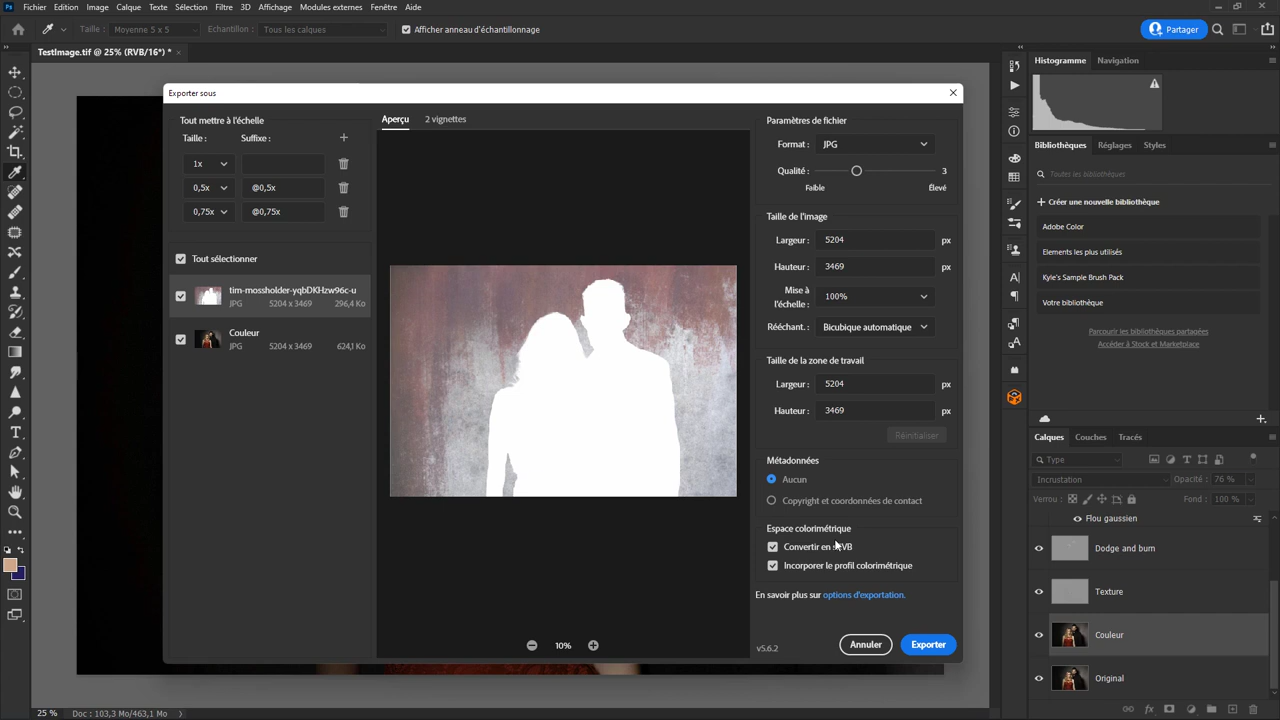 Ps Fichier Edition Image Calque Texte Sélection Filtre 3D Affichage Modules externes Fenêtre Aide
Taille : Moyenne 5 x 5 Echantillon : Tous les calques Afficher anneau d'échantillonnage Partager
TestImage.tif @ 25% (RVB/16*) *
Exporter sous
Tout mettre à l'échelle
Taille : Suffixe :
1x
0,5x @0,5x
0,75x @0,75x
Tout sélectionner
tim-mossholder-yqbDKHzw96c-u
JPG 5204 x 3469 296,4 Ko
Couleur
JPG 5204 x 3469 624,1 Ko
Aperçu 2 vignettes
10%
Paramètres de fichier
Format : JPG
Qualité : 3
Faible Élevé
Taille de l'image
Largeur : 5204 px
Hauteur : 3469 px
Mise à
l'échelle : 100%
Rééchant. : Bicubique automatique
Taille de la zone de travail
Largeur : 5204 px
Hauteur : 3469 px
Réinitialiser
Métadonnées
Aucun
Copyright et coordonnées de contact
Espace colorimétrique
Convertir en sRVB
Incorporer le profil colorimétrique
En savoir plus sur options d'exportation.
v5.6.2 Annuler Exporter
Histogramme Navigation
Bibliothèques Réglages Styles
Toutes les bibliothèques
Créer une nouvelle bibliothèque
Adobe Color
Elements les plus utilisés
Kyle's Sample Brush Pack
Votre bibliothèque
Parcourir les bibliothèques partagées
Accéder à Stock et Marketplace
Calques Couches Tracés
Type
Incrustation Opacité : 76 %
Verrou : Fond : 100 %
Flou gaussien
Dodge and burn
Texture
Couleur
Original
25 % Doc : 103,3 Mo/463,1 Mo